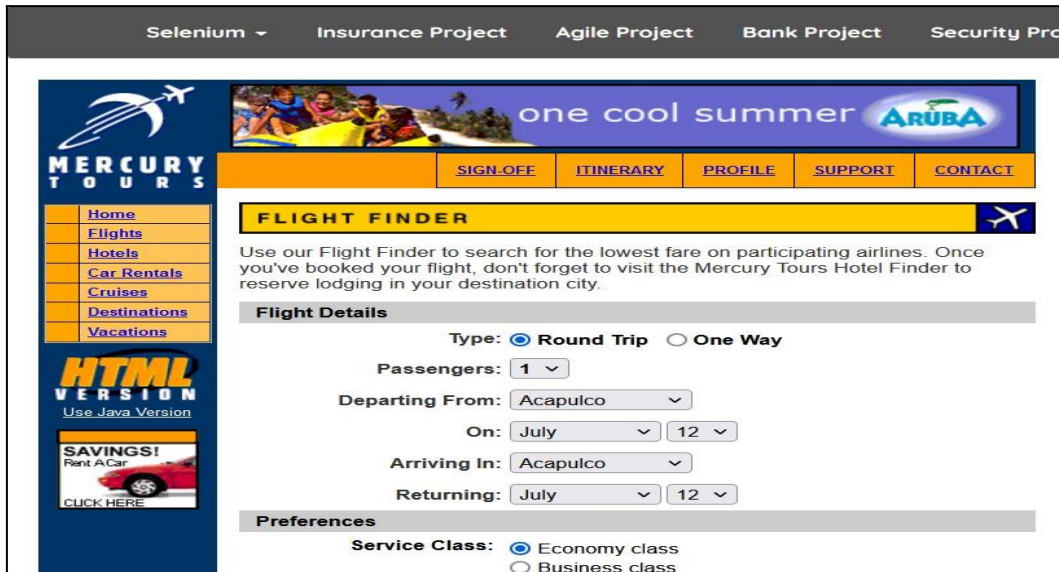 Selenium Insurance Project Agile Project Bank Project Security Pro
one cool summer ARUBA
MERCURY
TOURS
SIGN-OFF ITINERARY PROFILE SUPPORT CONTACT
Home
Flights
Hotels
Car Rentals
Cruises
Destinations
Vacations
HTML
VERSION
Use Java Version
SAVINGS!
Rent A Car
CLICK HERE
FLIGHT FINDER
Use our Flight Finder to search for the lowest fare on participating airlines. Once
you've booked your flight, don't forget to visit the Mercury Tours Hotel Finder to
reserve lodging in your destination city.
Flight Details
Type: Round Trip One Way
Passengers: 1
Departing From: Acapulco
On: July 12
Arriving In: Acapulco
Returning: July 12
Preferences
Service Class: Economy class
Business class